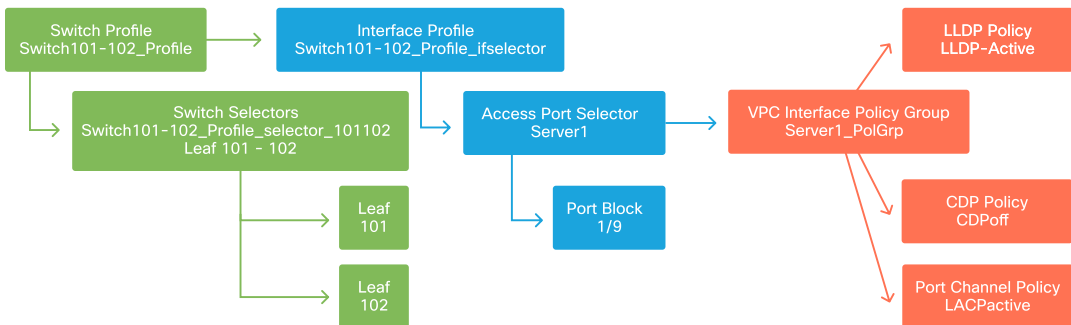 Switch Profile
Switch101-102_Profile
Interface Profile
Switch101-102_Profile_ifselector
LLDP Policy
LLDP-Active
Switch Selectors
Switch101-102_Profile_selector_101102
Leaf 101 - 102
Access Port Selector
Server1
VPC Interface Policy Group
Server1_PolGrp
Leaf
101
Port Block
1/9
CDP Policy
CDPoff
Leaf
102
Port Channel Policy
LACPactive